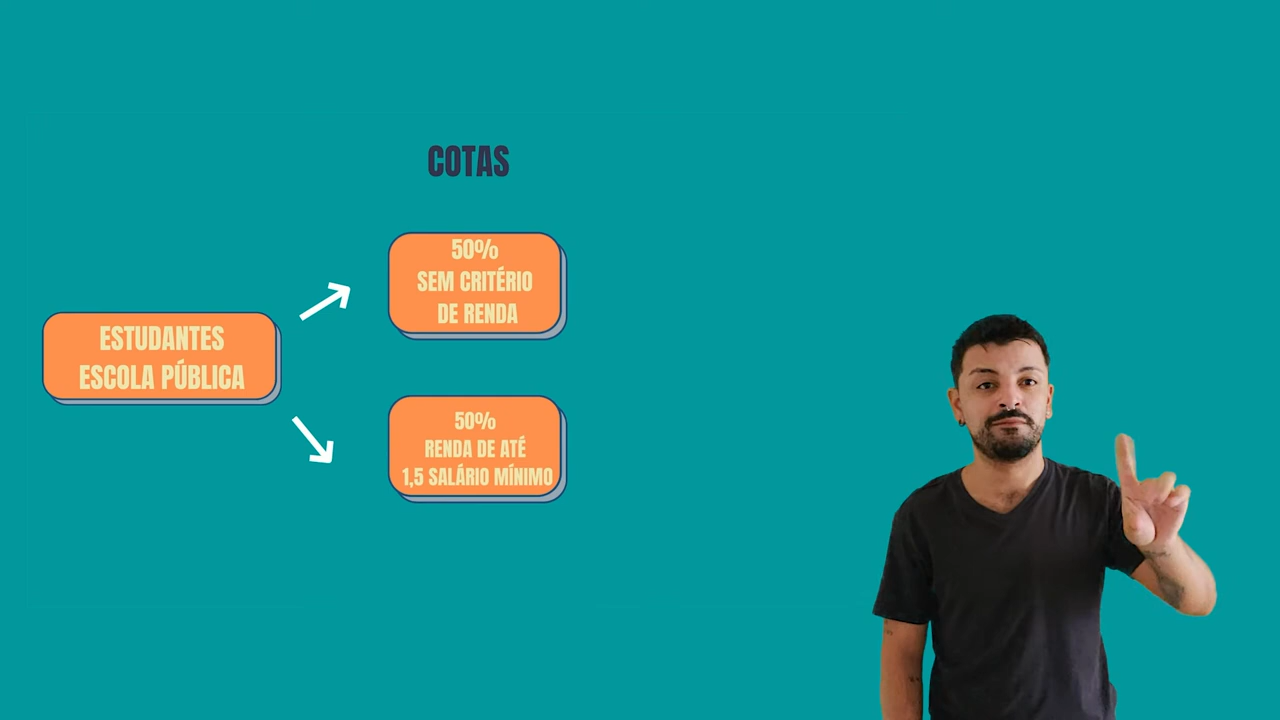 COTAS
ESTUDANTES
ESCOLA PÚBLICA
50%
SEM CRITÉRIO
DE RENDA
50%
RENDA DE ATÉ
1,5 SALÁRIO MÍNIMO